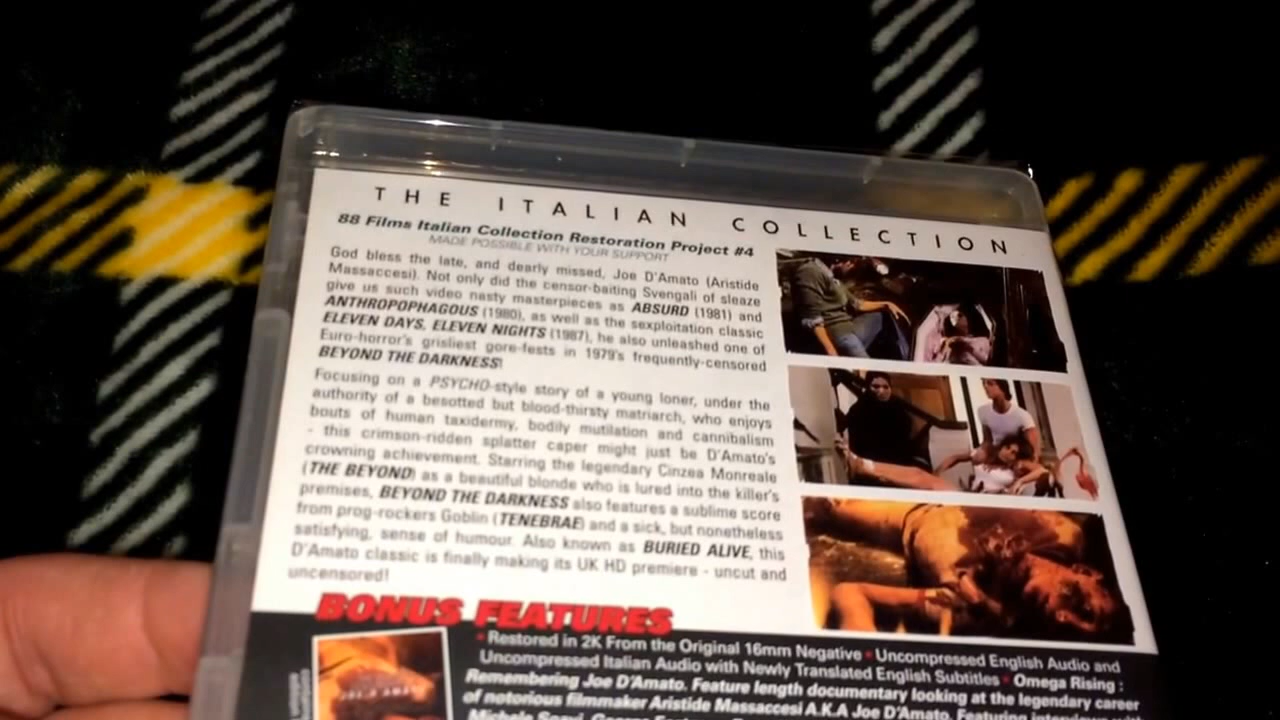 THE ITALIAN COLLECTION
88 Films Italian Collection Restoration Project #4
MADE POSSIBLE WITH YOUR SUPPORT
God bless the late, and dearly missed, Joe D'Amato (Aristide
Massaccesi). Not only did the censor-baiting Svengali of sleaze
give us such video nasty masterpieces as ABSURD (1981) and
ANTHROPOPHAGOUS (1980), as well as the sexploitation classic
ELEVEN DAYS, ELEVEN NIGHTS (1987), he also unleashed one of
Euro-horror's grisliest gore-fests in 1979's frequently-censored
BEYOND THE DARKNESS!
Focusing on a PSYCHO-style story of a young loner, under the
authority of a besotted but blood-thirsty matriarch, who enjoys
bouts of human taxidermy, bodily mutilation and cannibalism
- this crimson-ridden splatter caper might just be D'Amato's
crowning achievement. Starring the legendary Cinzea Monreale
(THE BEYOND) as a beautiful blonde who is lured into the killer's
premises, BEYOND THE DARKNESS also features a sublime score
from prog-rockers Goblin (TENEBRAE) and a sick, but nonetheless
satisfying, sense of humour. Also known as BURIED ALIVE, this
D'Amato classic is finally making its UK HD premiere - uncut and
uncensored!
BONUS FEATURES
• Restored in 2K From the Original 16mm Negative • Uncompressed English Audio and
Uncompressed Italian Audio with Newly Translated English Subtitles • Omega Rising :
Remembering Joe D'Amato. Feature length documentary looking at the legendary career
of notorious filmmaker Aristide Massaccesi A.K.A Joe D'Amato. Featuring